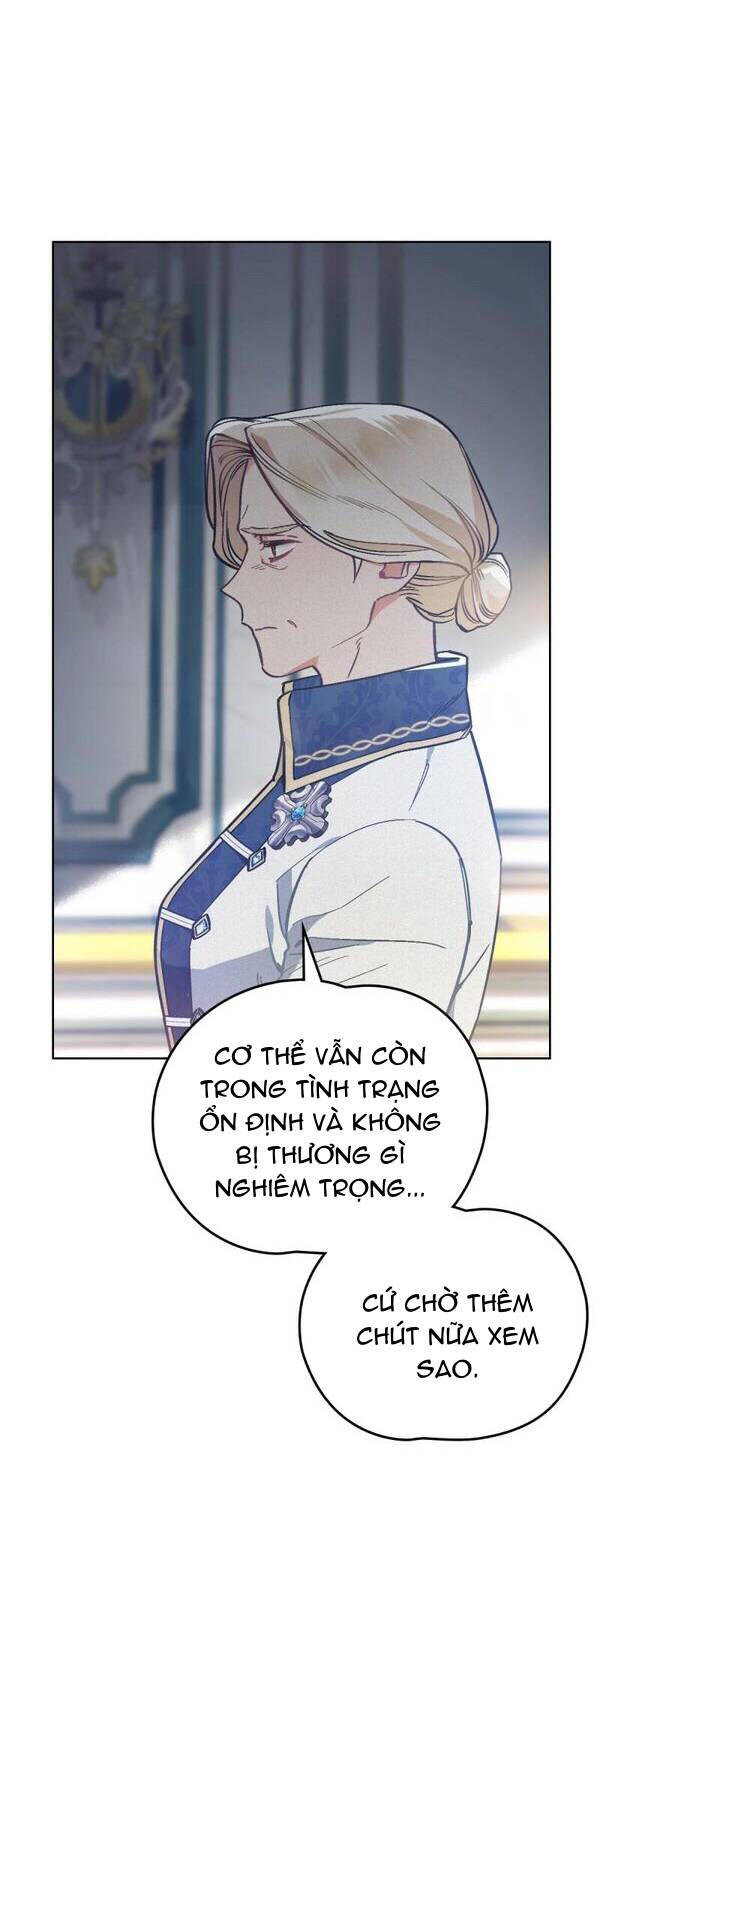 CƠ THỂ VẪN CÒN
TRONG TÌNH TRẠNG
ỔN ĐỊNH VÀ KHÔNG
BỊ THƯƠNG GÌ
NGHIÊM TRỌNG...
CỨ CHỜ THÊM
CHÚT NỮA XEM
SAO.